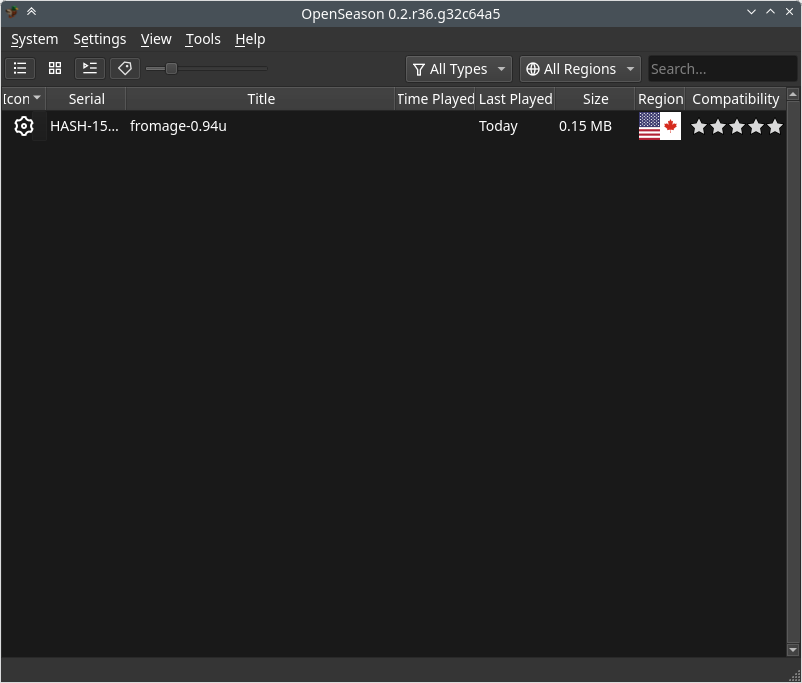 OpenSeason 0.2.r36.g32c64a5
System Settings View Tools Help
All Types All Regions Search...
Icon Serial Title Time Played Last Played Size Region Compatibility
HASH-15... fromage-0.94u Today 0.15 MB